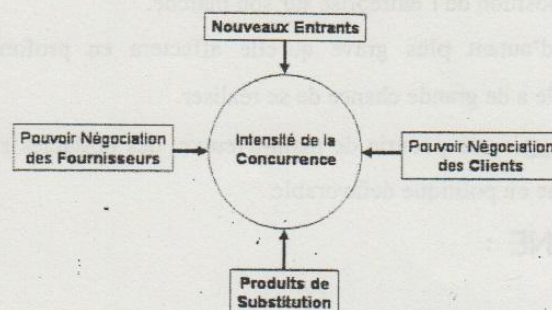 Nouveaux Entrants
Pouvoir Négociation
des Fournisseurs
Intensité de la
Concurrence
Pouvoir Négociation
des Clients
Produits de
Substitution